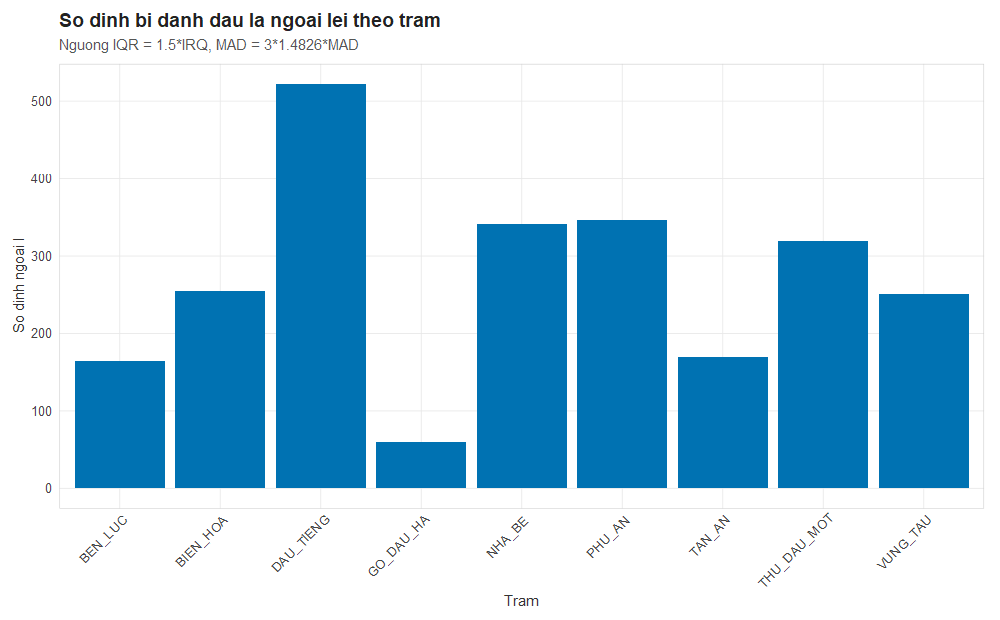 So dinh bi danh dau la ngoai lei theo tram
Nguong IQR = 1.5*IRQ, MAD = 3*1.4826*MAD
So dinh ngoai l
500
400
300
200
100
0
BEN_LUC
BIEN_HOA
DAU_TIENG
GO_DAU_HA
NHA_BE
PHU_AN
TAN_AN
THU_DAU_MOT
VUNG_TAU
Tram